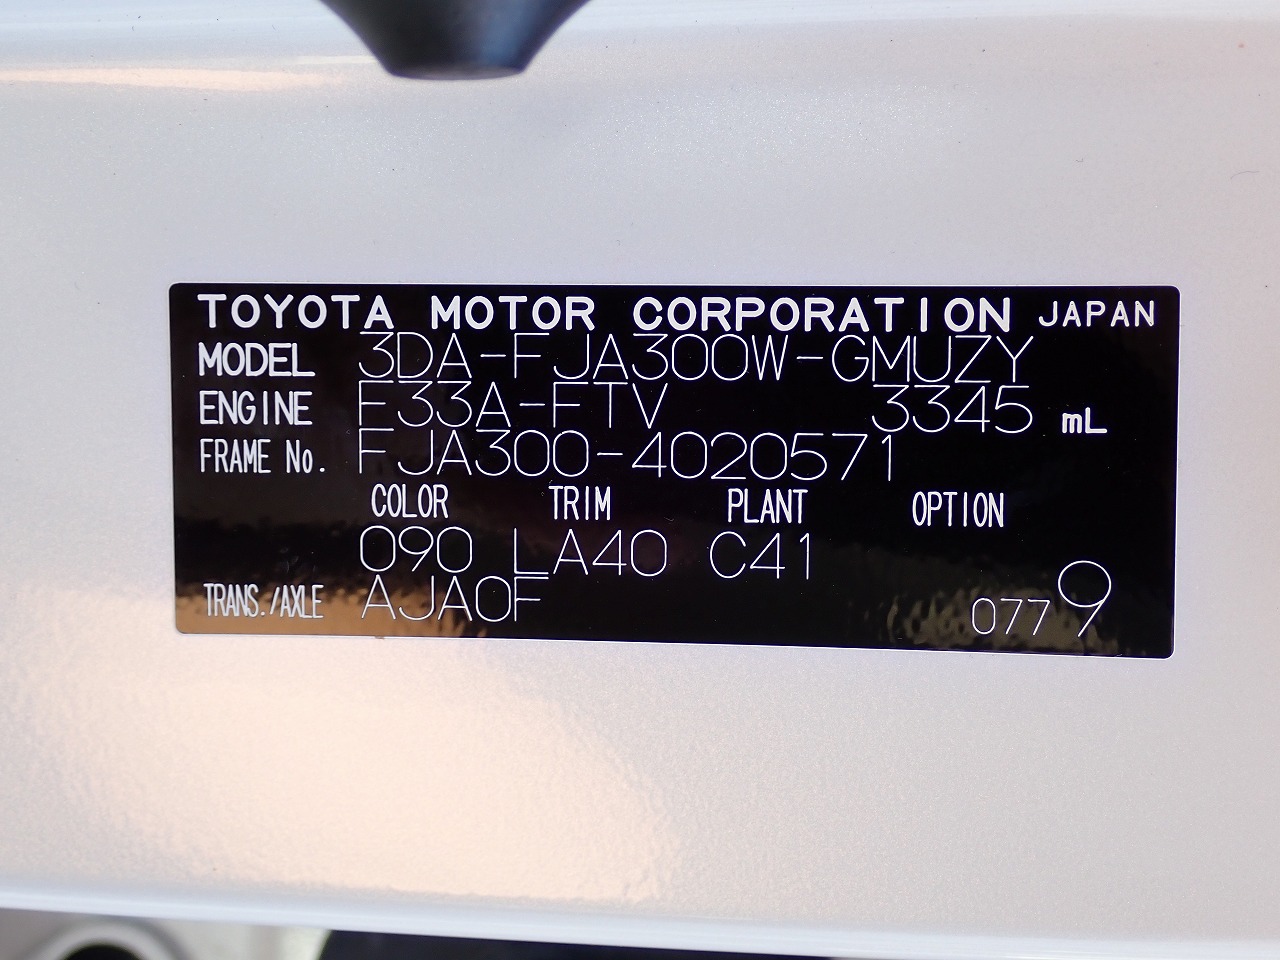 TOYOTA MOTOR CORPORATION JAPAN
MODEL 3DA-FJA300W-GMUZY
ENGINE F33A-FTV 3345 mL
FRAME No. FJA300-4020571
COLOR TRIM PLANT OPTION
090 LA40 C41
TRANS./AXLE AJA0F 0779